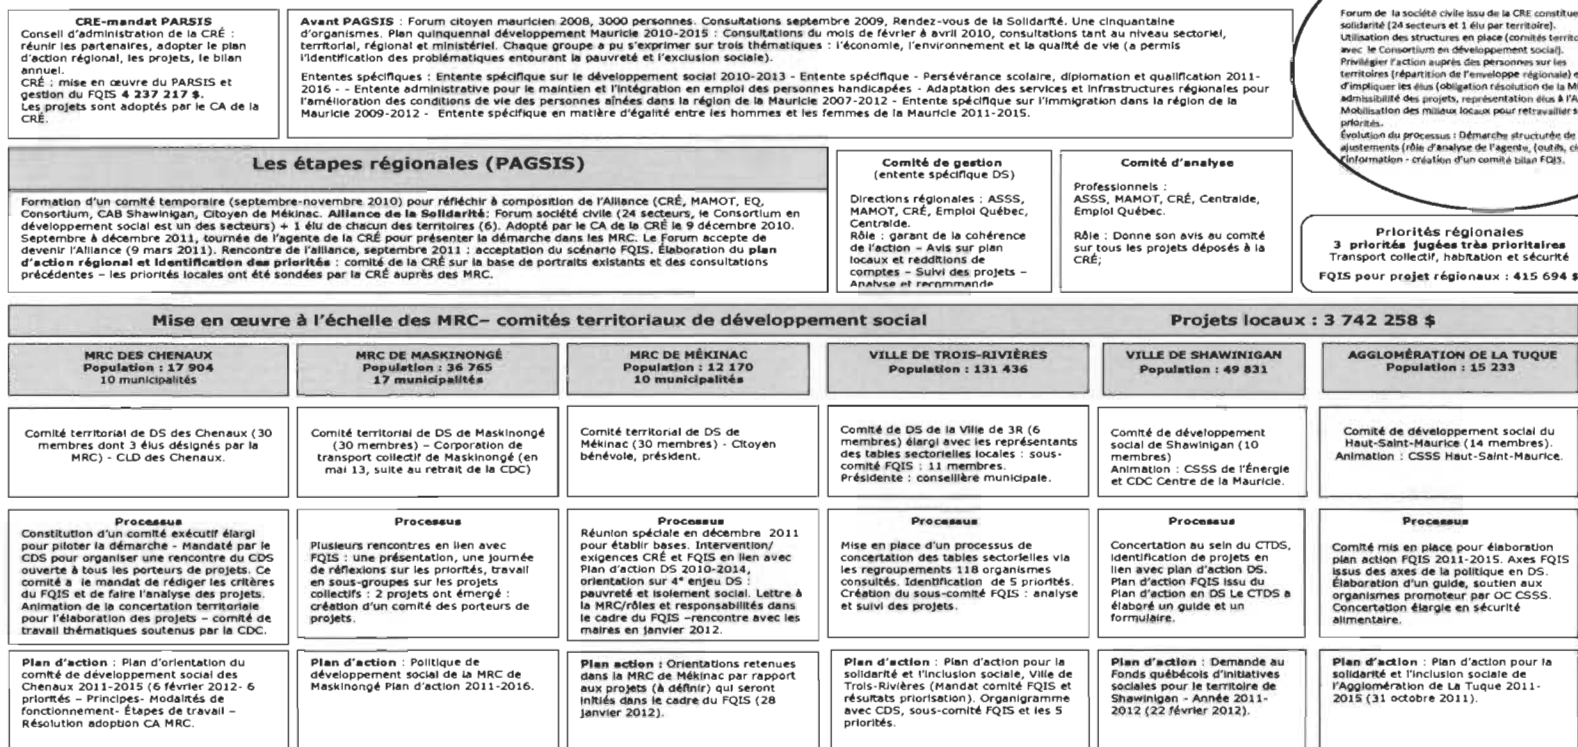 CRE-mandat PARSIS
Conseil d'administration de la CRÉ :
réunir les partenaires, adopter le plan
d'action régional, les projets, le bilan
annuel.
CRÉ : mise en œuvre du PARSIS et
gestion du FQIS 4 237 217 $.
Les projets sont adoptés par le CA de la
CRÉ.
Avant PAGSIS : Forum citoyen mauricien 2008, 3000 personnes. Consultations septembre 2009, Rendez-vous de la Solidarité. Une cinquantaine
d'organismes. Plan quinquennal développement Mauricie 2010-2015 : Consultations du mois de février à avril 2010, consultations tant au niveau sectoriel,
territorial, régional et ministériel. Chaque groupe a pu s'exprimer sur trois thématiques : l'économie, l'environnement et la qualité de vie (a permis
l'identification des problématiques entourant la pauvreté et l'exclusion sociale).
Ententes spécifiques : Entente spécifique sur le développement social 2010-2013 - Entente spécifique - Persévérance scolaire, diplomation et qualification 2011-
2016 - - Entente administrative pour le maintien et l'intégration en emploi des personnes handicapées - Adaptation des services et infrastructures régionales pour
l'amélioration des conditions de vie des personnes aînées dans la région de la Mauricie 2007-2012 - Entente spécifique sur l'immigration dans la région de la
Mauricie 2009-2012 - Entente spécifique en matière d'égalité entre les hommes et les femmes de la Mauricie 2011-2015.
Forum de la société civile issu de la CRE constitue
solidarité (24 secteurs et 1 élu par territoire).
Utilisation des structures en place (comités territo
avec le Consortium en développement social).
Privilégier l'action auprès des personnes sur les
territoires (répartition de l'enveloppe régionale) e
d'impliquer les élus (obligation résolution de la M
admissibilité des projets, représentation élus à l'A
Mobilisation des milieux locaux pour retravailler s
priorités.
Évolution du processus : Démarche structurée de
ajustements (rôle d'analyse de l'agente, (outils, ci
l'information - création d'un comité bilan FQIS.
Les étapes régionales (PAGSIS)
Formation d'un comité temporaire (septembre-novembre 2010) pour réfléchir à composition de l'Alliance (CRÉ, MAMOT, EQ,
Consortium, CAB Shawinigan, Citoyen de Mékinac. Alliance de la Solidarité: Forum société civile (24 secteurs, le Consortium en
développement social est un des secteurs) + 1 élu de chacun des territoires (6). Adopté par le CA de la CRÉ le 9 décembre 2010.
Septembre à décembre 2011, tournée de l'agente de la CRÉ pour présenter la démarche dans les MRC. Le Forum accepte de
devenir l'Alliance (9 mars 2011). Rencontre de l'alliance, septembre 2011 : acceptation du scénario FQIS. Élaboration du plan
d'action régional et identification des priorités : comité de la CRÉ sur la base de portraits existants et des consultations
précédentes – les priorités locales ont été sondées par la CRÉ auprès des MRC.
Comité de gestion
(entente spécifique DS)
Directions régionales : ASSS,
MAMOT, CRÉ, Emploi Québec,
Centraide.
Rôle : garant de la cohérence
de l'action – Avis sur plan
locaux et redditions de
comptes – Suivi des projets –
Analyse et recommande
Comité d'analyse
Professionnels :
ASSS, MAMOT, CRÉ, Centraide,
Emploi Québec.
Rôle : Donne son avis au comité
sur tous les projets déposés à la
CRÉ;
Priorités régionales
3 priorités jugées très prioritaires
Transport collectif, habitation et sécurité
FQIS pour projet régionaux : 415 694 $
Mise en œuvre à l'échelle des MRC– comités territoriaux de développement social
Projets locaux : 3 742 258 $
MRC DES CHENAUX
Population : 17 904
10 municipalités
MRC DE MASKINONGÉ
Population : 36 765
17 municipalités
MRC DE MÉKINAC
Population : 12 170
10 municipalités
VILLE DE TROIS-RIVIÈRES
Population : 131 436
VILLE DE SHAWINIGAN
Population : 49 831
AGGLOMÉRATION DE LA TUQUE
Population : 15 233
Comité territorial de DS des Chenaux (30
membres dont 3 élus désignés par la
MRC) - CLD des Chenaux.
Comité territorial de DS de Maskinongé
(30 membres) – Corporation de
transport collectif de Maskinongé (en
mai 13, suite au retrait de la CDC)
Comité territorial de DS de
Mékinac (30 membres) - Citoyen
bénévole, président.
Comité de DS de la Ville de 3R (6
membres) élargi avec les représentants
des tables sectorielles locales : sous-
comité FQIS : 11 membres.
Présidente : conseillère municipale.
Comité de développement
social de Shawinigan (10
membres)
Animation : CSSS de l'Énergie
et CDC Centre de la Mauricie.
Comité de développement social du
Haut-Saint-Maurice (14 membres).
Animation : CSSS Haut-Saint-Maurice.
Processus
Constitution d'un comité exécutif élargi
pour piloter la démarche - Mandaté par le
CDS pour organiser une rencontre du CDS
ouverte à tous les porteurs de projets. Ce
comité a le mandat de rédiger les critères
du FQIS et de faire l'analyse des projets.
Animation de la concertation territoriale
pour l'élaboration des projets – comité de
travail thématiques soutenus par la CDC.
Processus
Plusieurs rencontres en lien avec
FQIS : une présentation, une journée
de réflexions sur les priorités, travail
en sous-groupes sur les projets
collectifs : 2 projets ont émergé :
création d'un comité des porteurs de
projets.
Processus
Réunion spéciale en décembre 2011
pour établir bases. Intervention/
exigences CRÉ et FQIS en lien avec
Plan d'action DS 2010-2014,
orientation sur 4e enjeu DS :
pauvreté et isolement social. Lettre à
la MRC/rôles et responsabilités dans
le cadre du FQIS –rencontre avec les
maires en janvier 2012.
Processus
Mise en place d'un processus de
concertation des tables sectorielles via
les regroupements 118 organismes
consultés. Identification de 5 priorités.
Création du sous-comité FQIS : analyse
et suivi des projets.
Processus
Concertation au sein du CTDS,
identification de projets en
lien avec plan d'action DS.
Plan d'action FQIS issu du
Plan d'action en DS Le CTDS a
élaboré un guide et un
formulaire.
Processus
Comité mis en place pour élaboration
plan action FQIS 2011-2015. Axes FQIS
issus des axes de la politique en DS.
Élaboration d'un guide, soutien aux
organismes promoteur par OC CSSS.
Concertation élargie en sécurité
alimentaire.
Plan d'action : Plan d'orientation du
comité de développement social des
Chenaux 2011-2015 (6 février 2012- 6
priorités – Principes- Modalités de
fonctionnement- Étapes de travail –
Résolution adoption CA MRC.
Plan d'action : Politique de
développement social de la MRC de
Maskinongé Plan d'action 2011-2016.
Plan action : Orientations retenues
dans la MRC de Mékinac par rapport
aux projets (à définir) qui seront
initiés dans le cadre du FQIS (28
janvier 2012).
Plan d'action : Plan d'action pour la
solidarité et l'inclusion sociale, Ville de
Trois-Rivières (Mandat comité FQIS et
résultats priorisation). Organigramme
avec CDS, sous-comité FQIS et les 5
priorités.
Plan d'action : Demande au
Fonds québécois d'initiatives
sociales pour le territoire de
Shawinigan - Année 2011-
2012 (22 février 2012).
Plan d'action : Plan d'action pour la
solidarité et l'inclusion sociale de
l'Agglomération de La Tuque 2011-
2015 (31 octobre 2011).